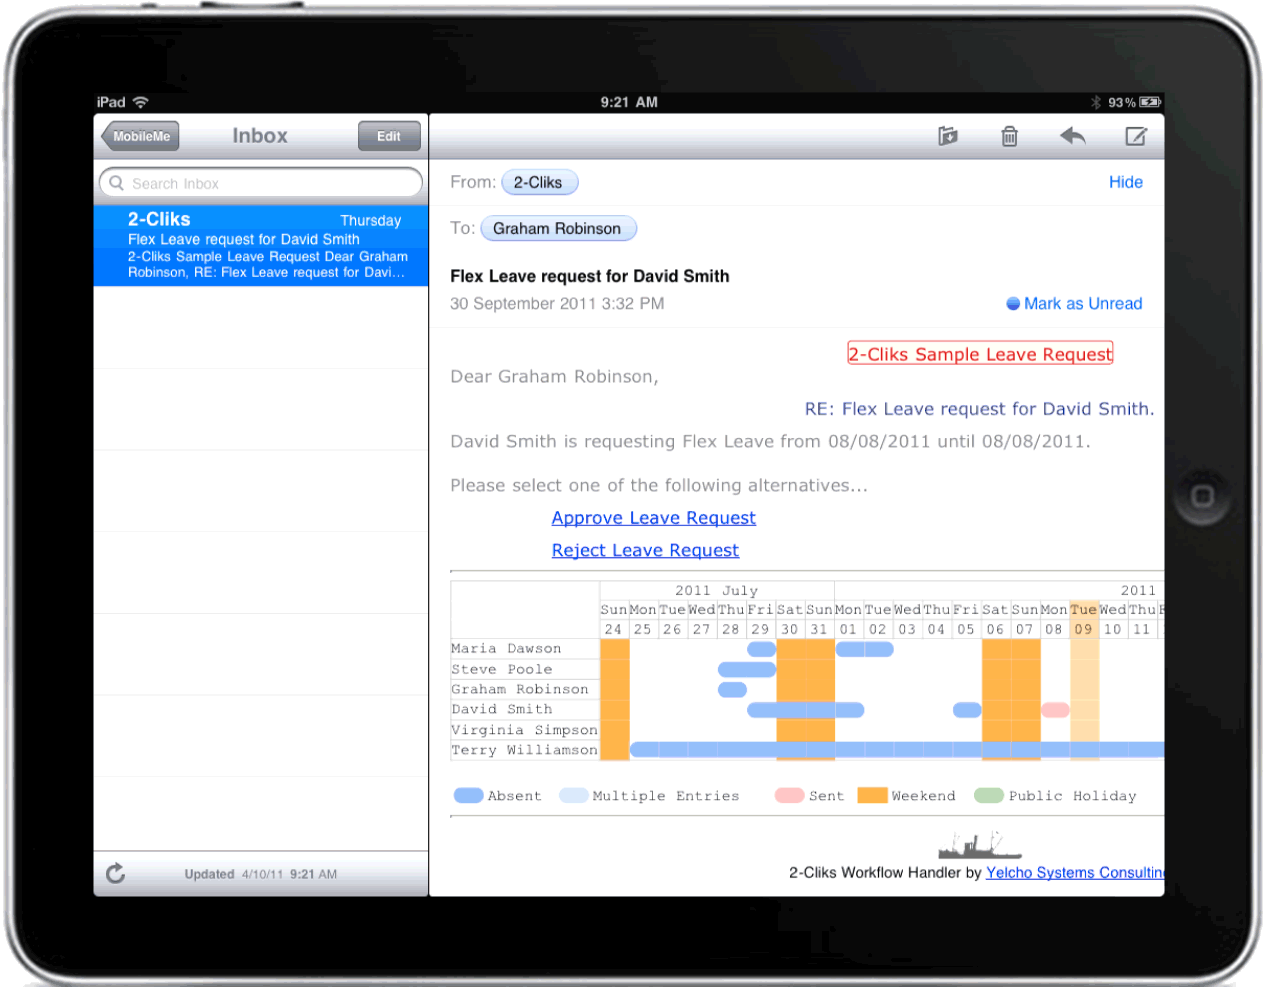 iPad 9:21 AM 93%
MobileMe Inbox Edit
Search Inbox
2-Cliks Thursday
Flex Leave request for David Smith
2-Cliks Sample Leave Request Dear Graham
Robinson, RE: Flex Leave request for Davi...
Updated 4/10/11 9:21 AM
From: 2-Cliks Hide
To: Graham Robinson
Flex Leave request for David Smith
30 September 2011 3:32 PM Mark as Unread
2-Cliks Sample Leave Request
Dear Graham Robinson,
RE: Flex Leave request for David Smith.
David Smith is requesting Flex Leave from 08/08/2011 until 08/08/2011.
Please select one of the following alternatives...
Approve Leave Request
Reject Leave Request
2011 July 2011
Sun Mon Tue Wed Thu Fri Sat Sun Mon Tue Wed Thu Fri Sat Sun Mon Tue Wed Thu
24 25 26 27 28 29 30 31 01 02 03 04 05 06 07 08 09 10 11
Maria Dawson
Steve Poole
Graham Robinson
David Smith
Virginia Simpson
Terry Williamson
Absent Multiple Entries Sent Weekend Public Holiday
2-Cliks Workflow Handler by Yelcho Systems Consulting